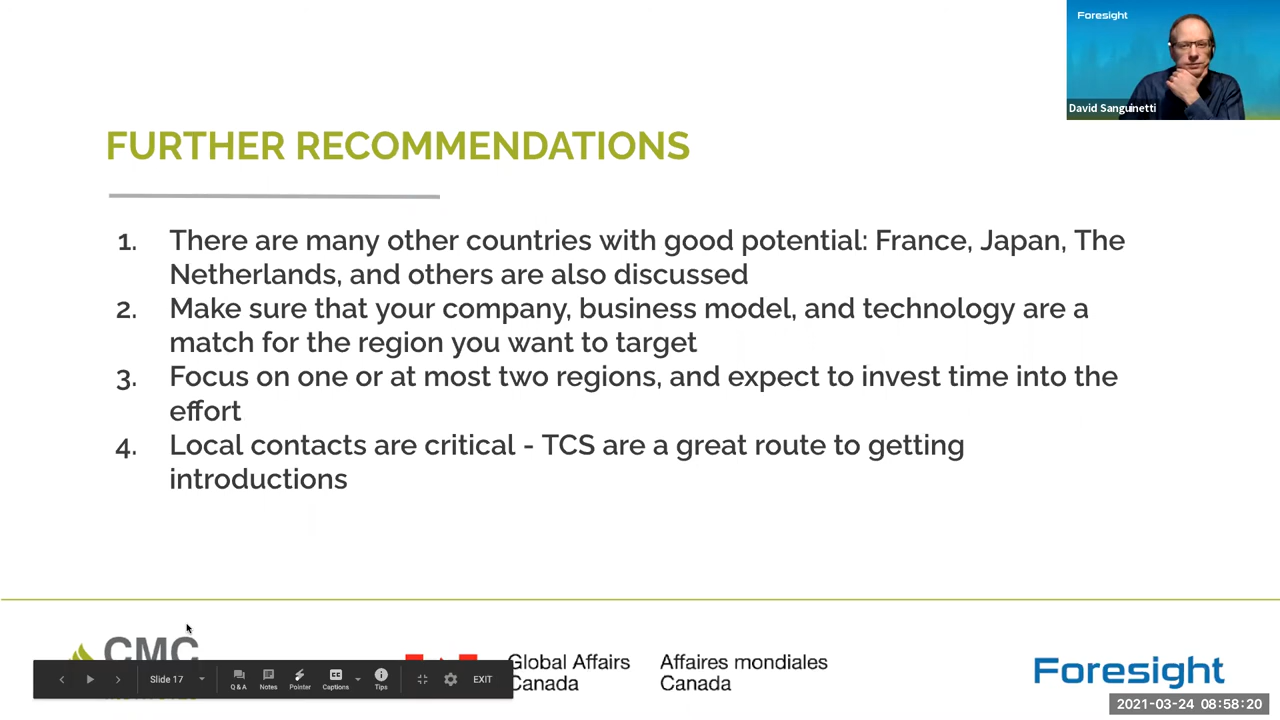 Foresight
David Sanguinetti
FURTHER RECOMMENDATIONS
1. There are many other countries with good potential: France, Japan, The
Netherlands, and others are also discussed
2. Make sure that your company, business model, and technology are a
match for the region you want to target
3. Focus on one or at most two regions, and expect to invest time into the
effort
4. Local contacts are critical - TCS are a great route to getting
introductions
CMC
Global Affairs
Canada
Affaires mondiales
Canada
Foresight
Slide 17
Q & A
Notes
Pointer
Captions
Tips
EXIT
2021-03-24 08:58:20